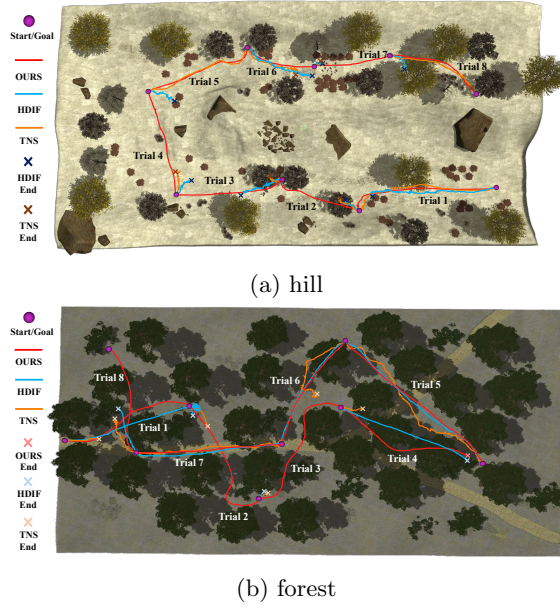 Start/Goal
OURS
HDIF
TNS
HDIF
End
TNS
End
Trial 5
Trial 6
Trial 7
Trial 8
Trial 4
Trial 3
Trial 2
Trial 1
(a) hill
Start/Goal
OURS
HDIF
TNS
OURS
End
HDIF
End
TNS
End
Trial 8
Trial 1
Trial 7
Trial 2
Trial 6
Trial 3
Trial 5
Trial 4
(b) forest